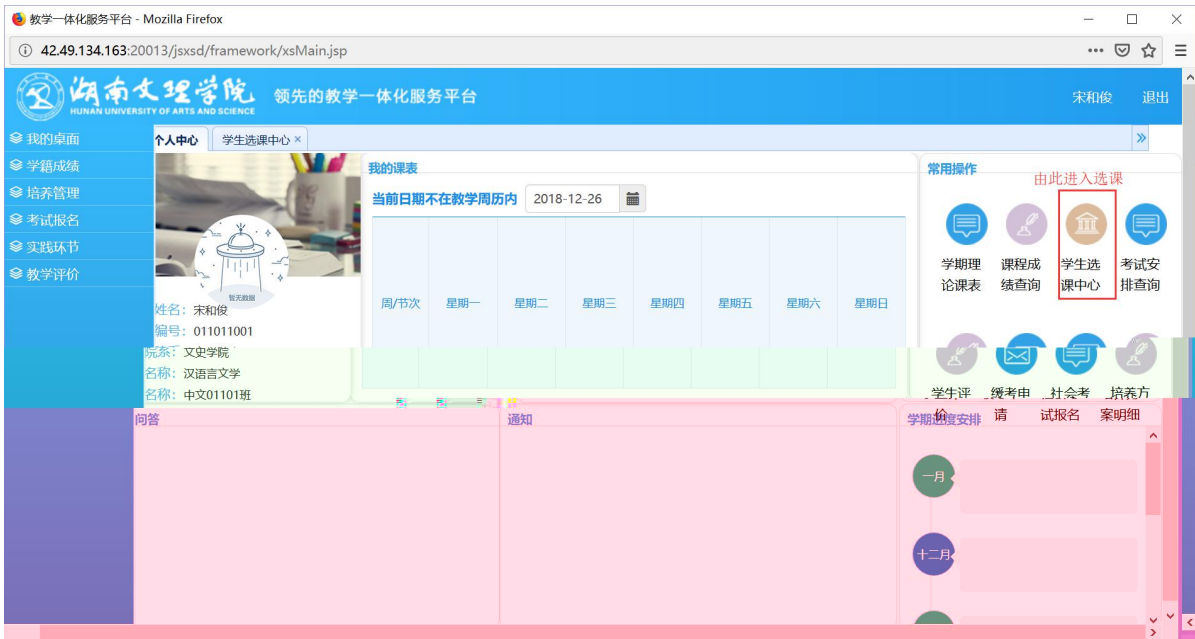 教学一体化服务平台 - Mozilla Firefox
42.49.134.163:20013/jsxsd/framework/xsMain.jsp
湖南文理学院
HUNAN UNIVERSITY OF ARTS AND SCIENCE
领先的教学一体化服务平台
宋和俊 退出
我的桌面
学籍成绩
培养管理
考试报名
实践环节
教学评价
个人中心 学生选课中心 ×
暂无数据
姓名：宋和俊
编号：011011001
院系：文史学院
名称：汉语言文学
名称：中文01101班
我的课表
当前日期不在教学周历内 2018-12-26
周/节次 星期一 星期二 星期三 星期四 星期五 星期六 星期日
常用操作
由此进入选课
学期理论课表
课程成绩查询
学生选课中心
考试安排查询
学生评价
缓考申请
社会考试报名
培养方案明细
问答
通知
学期进度安排
一月
十二月